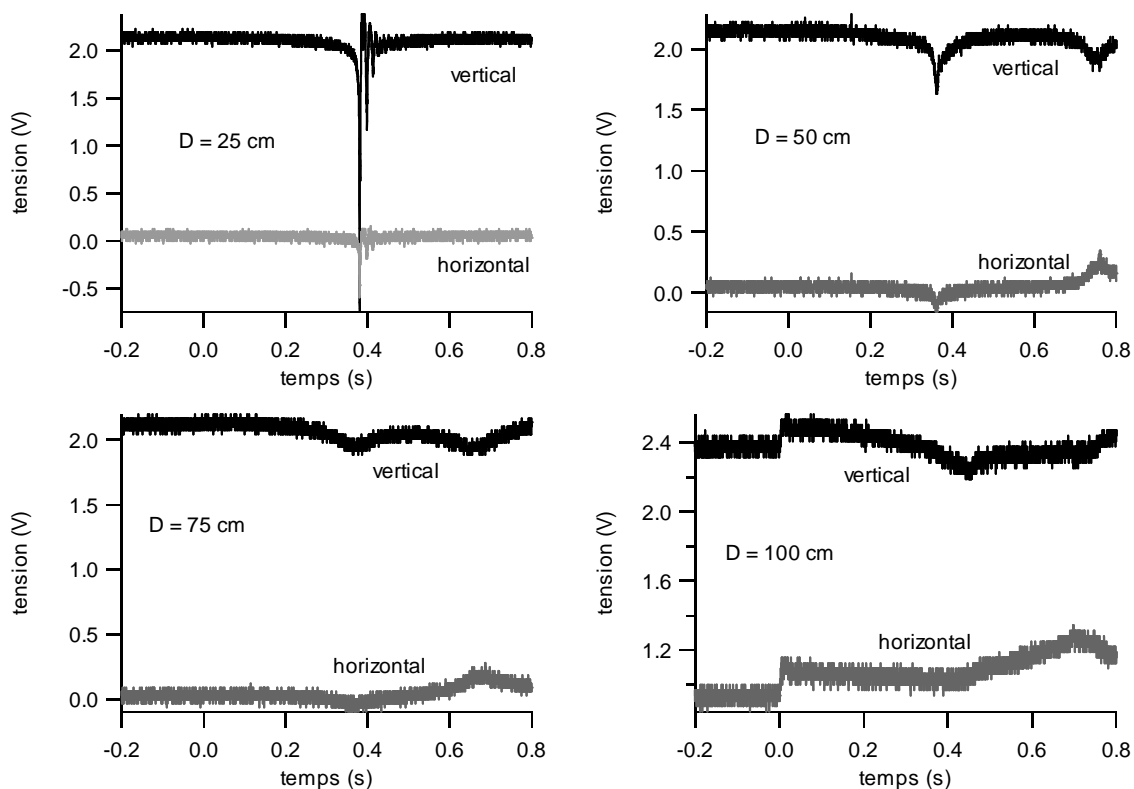 2.0
1.5
1.0
0.5
0.0
-0.5
tension (V)
D = 25 cm
vertical
horizontal
-0.2 0.0 0.2 0.4 0.6 0.8
temps (s)
2.0
1.5
1.0
0.5
0.0
tension (V)
D = 50 cm
vertical
horizontal
-0.2 0.0 0.2 0.4 0.6 0.8
temps (s)
2.0
1.5
1.0
0.5
0.0
tension (V)
D = 75 cm
vertical
horizontal
-0.2 0.0 0.2 0.4 0.6 0.8
temps (s)
2.4
2.0
1.6
1.2
tension (V)
D = 100 cm
vertical
horizontal
-0.2 0.0 0.2 0.4 0.6 0.8
temps (s)